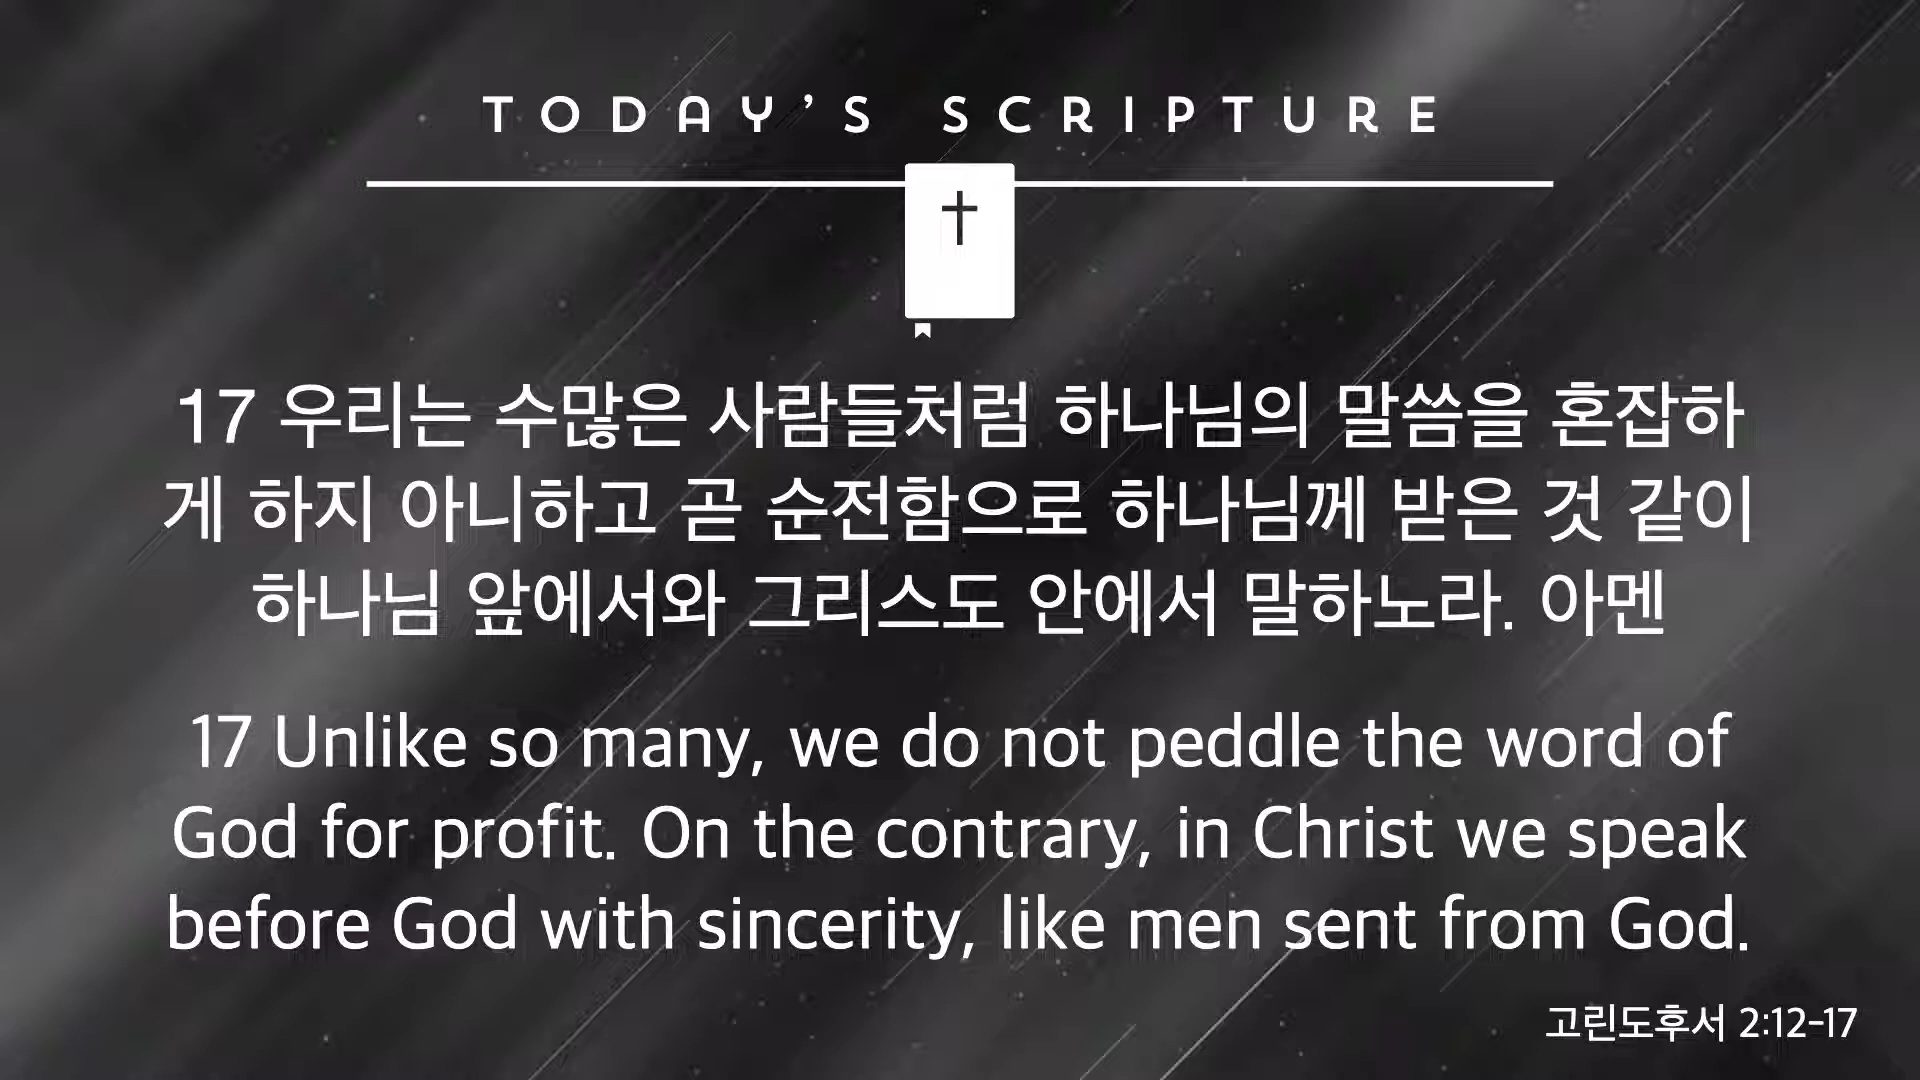 TODAY'S SCRIPTURE
17 우리는 수많은 사람들처럼 하나님의 말씀을 혼잡하
게 하지 아니하고 곧 순전함으로 하나님께 받은 것 같이
하나님 앞에서와 그리스도 안에서 말하노라. 아멘
17 Unlike so many, we do not peddle the word of
God for profit. On the contrary, in Christ we speak
before God with sincerity, like men sent from God.
고린도후서 2:12-17